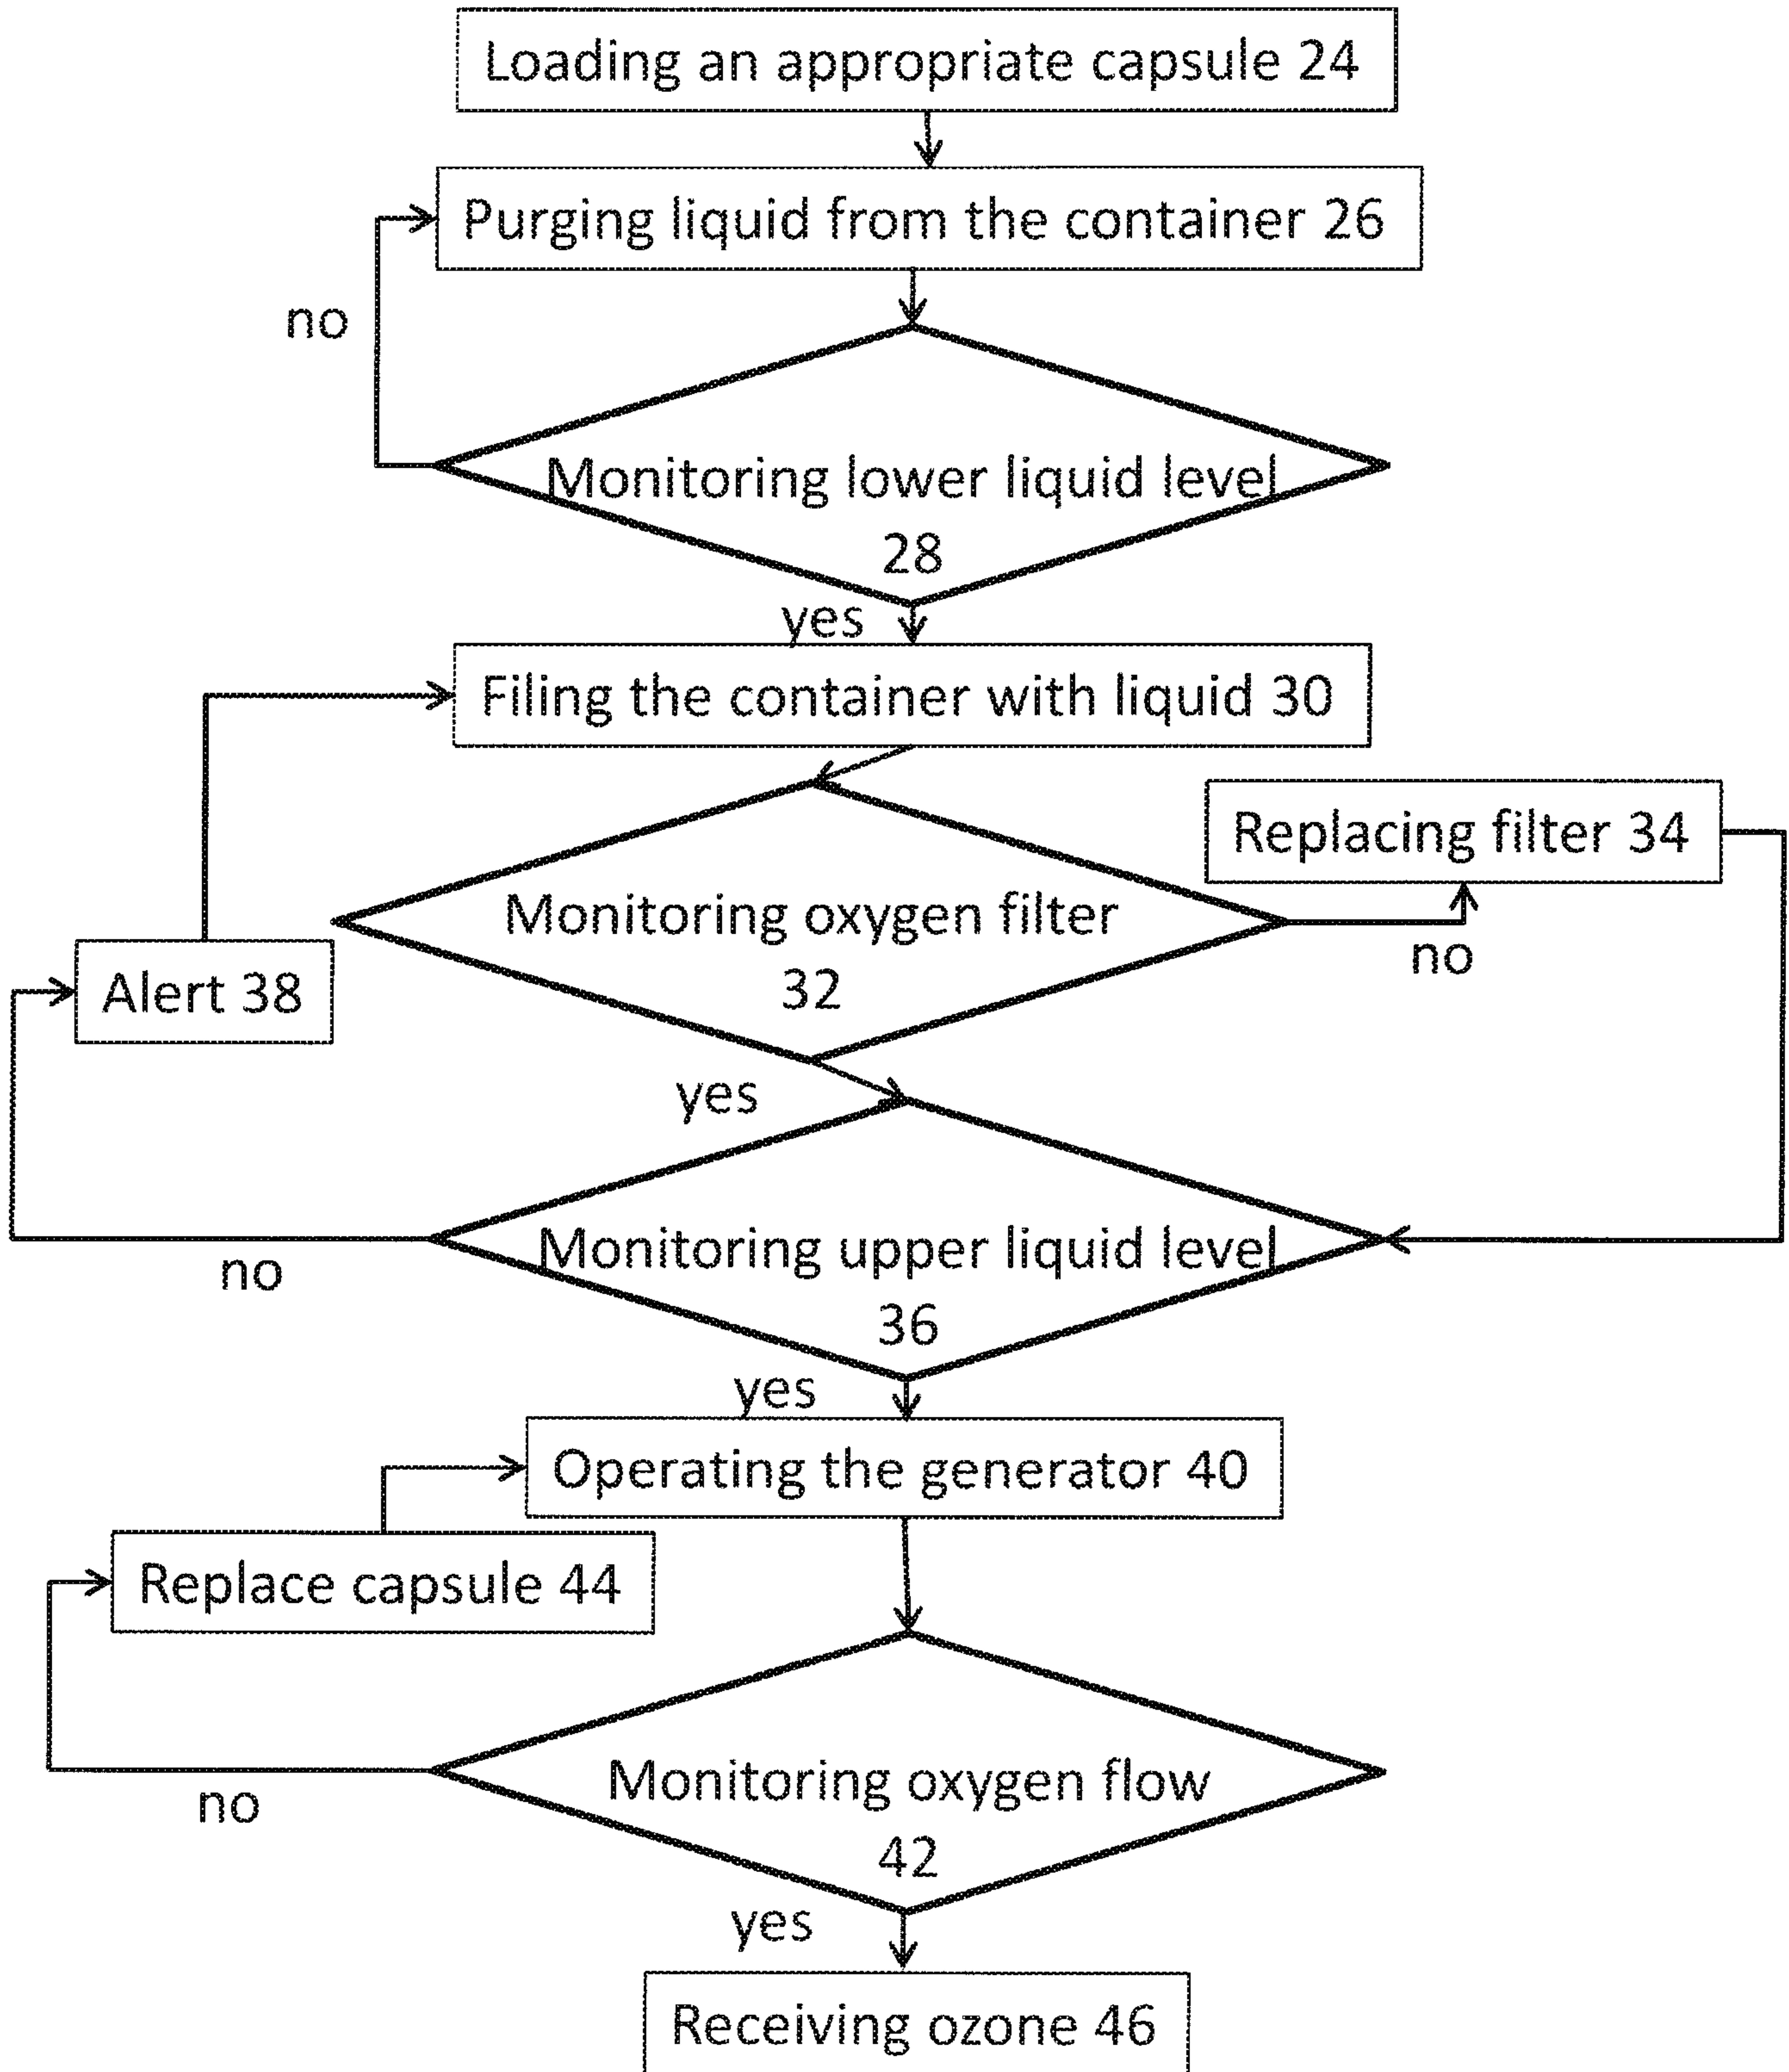 Loading an appropriate capsule 24
Purging liquid from the container 26
no
Monitoring lower liquid level
28
yes
Filing the container with liquid 30
Replacing filter 34
Monitoring oxygen filter
32
no
Alert 38
yes
Monitoring upper liquid level
36
no
yes
Operating the generator 40
Replace capsule 44
Monitoring oxygen flow
42
no
yes
Receiving ozone 46